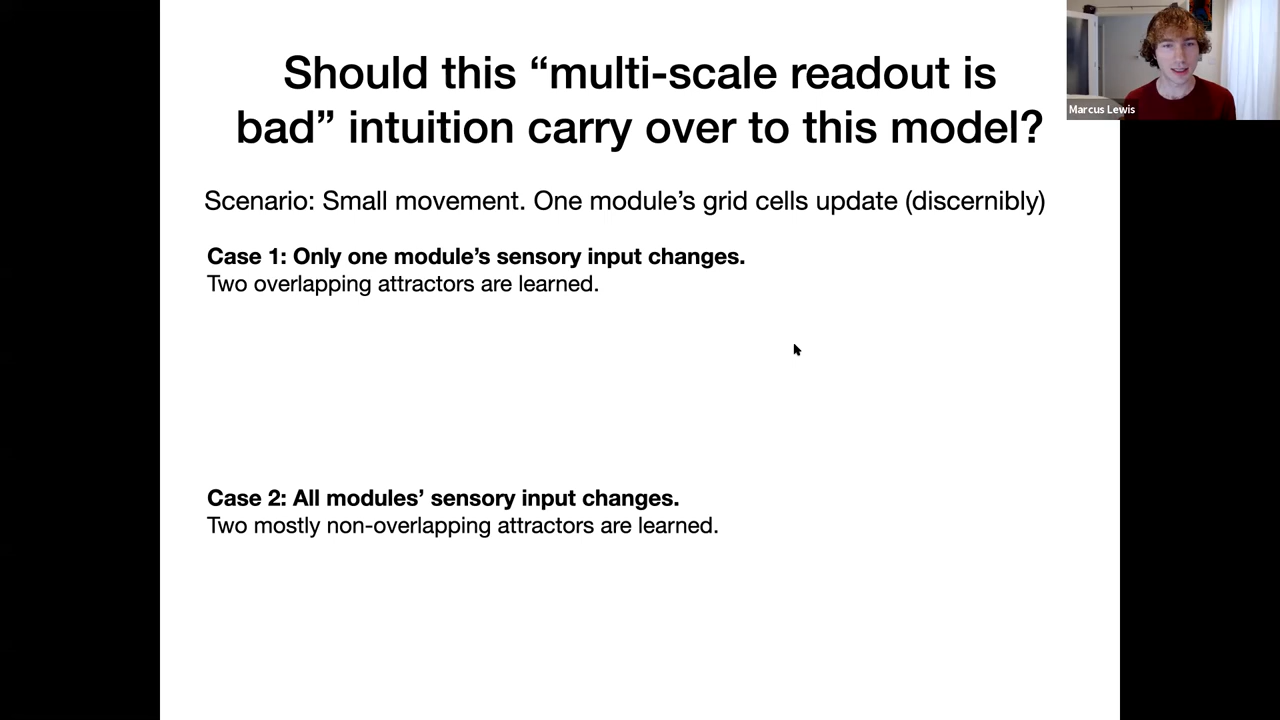 Should this “multi-scale readout is
bad” intuition carry over to this model?
Marcus Lewis
Scenario: Small movement. One module’s grid cells update (discernibly)
Case 1: Only one module’s sensory input changes.
Two overlapping attractors are learned.
Case 2: All modules’ sensory input changes.
Two mostly non-overlapping attractors are learned.